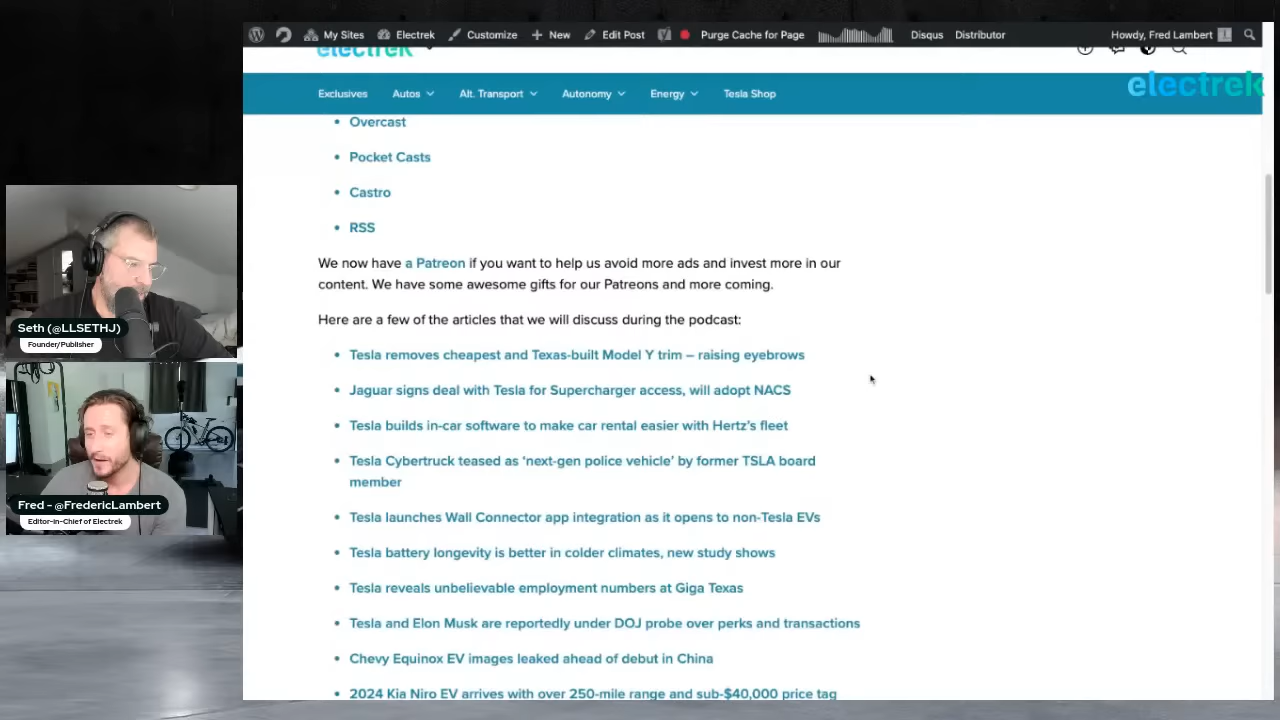 My Sites Electrek Customize New Edit Post Purge Cache for Page Disqus Distributor Howdy, Fred Lambert
electrek
electrek
Exclusives Autos Alt. Transport Autonomy Energy Tesla Shop
• Overcast
• Pocket Casts
• Castro
• RSS
We now have a Patreon if you want to help us avoid more ads and invest more in our
content. We have some awesome gifts for our Patreons and more coming.
Here are a few of the articles that we will discuss during the podcast:
• Tesla removes cheapest and Texas-built Model Y trim – raising eyebrows
• Jaguar signs deal with Tesla for Supercharger access, will adopt NACS
• Tesla builds in-car software to make car rental easier with Hertz’s fleet
• Tesla Cybertruck teased as ‘next-gen police vehicle’ by former TSLA board
member
• Tesla launches Wall Connector app integration as it opens to non-Tesla EVs
• Tesla battery longevity is better in colder climates, new study shows
• Tesla reveals unbelievable employment numbers at Giga Texas
• Tesla and Elon Musk are reportedly under DOJ probe over perks and transactions
• Chevy Equinox EV images leaked ahead of debut in China
• 2024 Kia Niro EV arrives with over 250-mile range and sub-$40,000 price tag
Seth (@LLSETHJ)
Founder/Publisher
Fred - @FredericLambert
Editor-in-Chief of Electrek